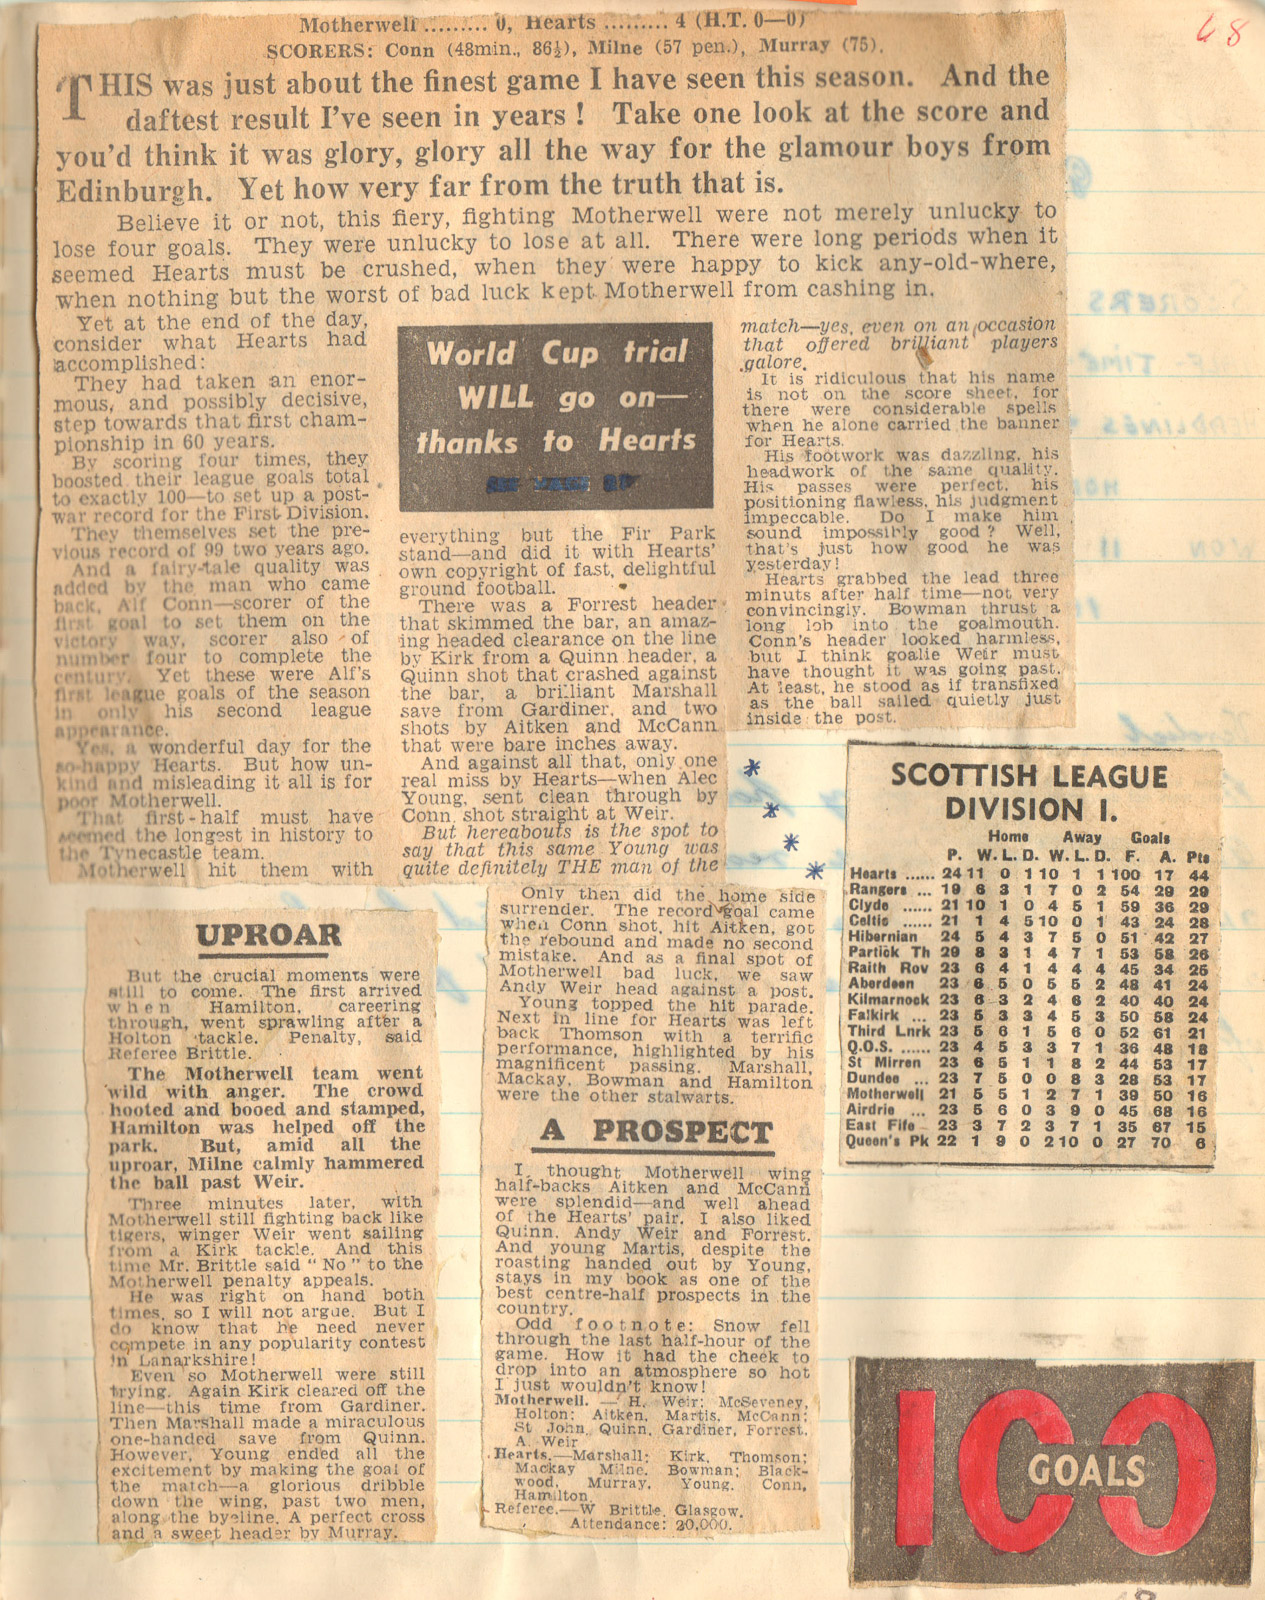 68
Motherwell ......... 0, Hearts ......... 4 (H.T. 0—0)
SCORERS: Conn (48min., 86½), Milne (57 pen.), Murray (75).
THIS was just about the finest game I have seen this season. And the
daftest result I've seen in years! Take one look at the score and
you'd think it was glory, glory all the way for the glamour boys from
Edinburgh. Yet how very far from the truth that is.
Believe it or not, this fiery, fighting Motherwell were not merely unlucky to
lose four goals. They were unlucky to lose at all. There were long periods when it
seemed Hearts must be crushed, when they were happy to kick any-old-where,
when nothing but the worst of bad luck kept Motherwell from cashing in.
Yet at the end of the day,
consider what Hearts had
accomplished:
They had taken an enor-
mous, and possibly decisive,
step towards that first cham-
pionship in 60 years.
By scoring four times, they
boosted their league goals total
to exactly 100—to set up a post-
war record for the First Division.
They themselves set the pre-
vious record of 99 two years ago.
And a fairy-tale quality was
added by the man who came
back, Alf Conn—scorer of the
first goal to set them on the
victory way, scorer also of
number four to complete the
century. Yet these were Alf's
first league goals of the season
in only his second league
appearance.
Yes, a wonderful day for the
so-happy Hearts. But how un-
kind and misleading it all is for
poor Motherwell.
That first-half must have
seemed the longest in history to
the Tynecastle team.
Motherwell hit them with
World Cup trial
WILL go on—
thanks to Hearts
everything but the Fir Park
stand—and did it with Hearts'
own copyright of fast, delightful
ground football.
There was a Forrest header
that skimmed the bar, an amaz-
ing headed clearance on the line
by Kirk from a Quinn header, a
Quinn shot that crashed against
the bar, a brilliant Marshall
save from Gardiner, and two
shots by Aitken and McCann
that were bare inches away.
And against all that, only one
real miss by Hearts—when Alec
Young, sent clean through by
Conn, shot straight at Weir.
But hereabouts is the spot to
say that this same Young was
quite definitely THE man of the
match—yes, even on an occasion
that offered brilliant players
galore.
It is ridiculous that his name
is not on the score sheet, for
there were considerable spells
when he alone carried the banner
for Hearts.
His footwork was dazzling, his
headwork of the same quality.
His passes were perfect, his
positioning flawless, his judgment
impeccable. Do I make him
sound impossibly good? Well,
that's just how good he was
yesterday!
Hearts grabbed the lead three
minuts after half time—not very
convincingly. Bowman thrust a
long lob into the goalmouth.
Conn's header looked harmless,
but I think goalie Weir must
have thought it was going past.
At least, he stood as if transfixed
as the ball sailed quietly just
inside the post.
UPROAR
But the crucial moments were
still to come. The first arrived
when Hamilton, careering
through, went sprawling after a
Holton tackle. Penalty, said
Referee Brittle.
The Motherwell team went
wild with anger. The crowd
hooted and booed and stamped,
Hamilton was helped off the
park. But, amid all the
uproar, Milne calmly hammered
the ball past Weir.
Three minutes later, with
Motherwell still fighting back like
tigers, winger Weir went sailing
from a Kirk tackle. And this
time Mr. Brittle said "No" to the
Motherwell penalty appeals.
He was right on hand both
times, so I will not argue. But I
do know that he need never
compete in any popularity contest
in Lanarkshire!
Even so Motherwell were still
trying. Again Kirk cleared off the
line—this time from Gardiner.
Then Marshall made a miraculous
one-handed save from Quinn.
However, Young ended all the
excitement by making the goal of
the match—a glorious dribble
down the wing, past two men,
along the byeline. A perfect cross
and a sweet header by Murray.
Only then did the home side
surrender. The record goal came
when Conn shot, hit Aitken, got
the rebound and made no second
mistake. And as a final spot of
Motherwell bad luck, we saw
Andy Weir head against a post.
Young topped the hit parade.
Next in line for Hearts was left
back Thomson with a terrific
performance, highlighted by his
magnificent passing. Marshall,
Mackay, Bowman and Hamilton
were the other stalwarts.
A PROSPECT
I thought Motherwell wing
half-backs Aitken and McCann
were splendid—and well ahead
of the Hearts' pair. I also liked
Quinn, Andy Weir and Forrest.
And young Martis, despite the
roasting handed out by Young,
stays in my book as one of the
best centre-half prospects in the
country.
Odd footnote: Snow fell
through the last half-hour of the
game. How it had the cheek to
drop into an atmosphere so hot
I just wouldn't know!
Motherwell. — H. Weir; McSeveney,
Holton; Aitken, Martis, McCann;
St John, Quinn, Gardiner, Forrest,
A. Weir
Hearts.—Marshall; Kirk, Thomson;
Mackay Milne, Bowman; Black-
wood, Murray, Young, Conn,
Hamilton
Referee.—W Brittle, Glasgow.
Attendance: 20,000.
SCOTTISH LEAGUE
DIVISION I.
Home Away Goals
P. W. L. D. W. L. D. F. A. Pts
Hearts ...... 24 11 0 1 10 1 1 100 17 44
Rangers ... 19 6 3 1 7 0 2 54 29 29
Clyde ...... 21 10 1 0 4 5 1 59 36 29
Celtic ...... 21 1 4 5 10 0 1 43 24 28
Hibernian 24 5 4 3 7 5 0 51 42 27
Partick Th 29 8 3 1 4 7 1 53 58 26
Raith Rov 23 6 4 1 4 4 4 45 34 25
Aberdeen 23 6 5 0 5 5 2 48 41 24
Kilmarnock 23 6 3 2 4 6 2 40 40 24
Falkirk ... 23 5 3 3 4 5 3 50 58 24
Third Lnrk 23 5 6 1 5 6 0 52 61 21
Q.O.S. ...... 23 4 5 3 3 7 1 36 48 18
St Mirren 23 6 5 1 1 8 2 44 53 17
Dundee ... 23 7 5 0 0 8 3 28 53 17
Motherwell 21 5 5 1 2 7 1 39 50 16
Airdrie ... 23 5 6 0 3 9 0 45 68 16
East Fife 23 3 7 2 3 7 1 35 67 15
Queen's Pk 22 1 9 0 2 10 0 27 70 6
100
GOALS